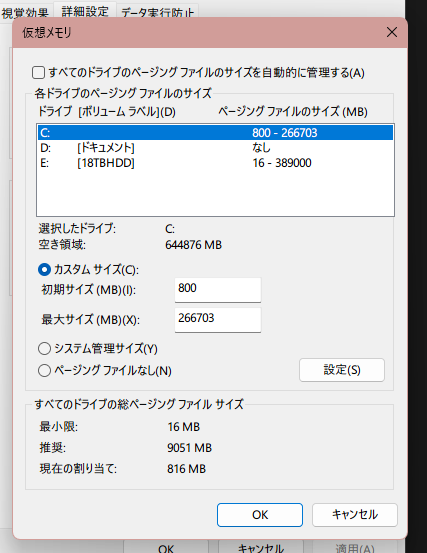 視覚効果 詳細設定 データ実行防止
仮想メモリ
すべてのドライブのページング ファイルのサイズを自動的に管理する(A)
各ドライブのページング ファイルのサイズ
ドライブ [ボリューム ラベル](D) ページング ファイルのサイズ (MB)
C: 800 - 266703
D: [ドキュメント] なし
E: [18TBHDD] 16 - 389000
選択したドライブ: C:
空き領域: 644876 MB
カスタム サイズ(C):
初期サイズ (MB)(I): 800
最大サイズ (MB)(X): 266703
システム管理サイズ(Y)
ページング ファイルなし(N) 設定(S)
すべてのドライブの総ページング ファイル サイズ
最小限: 16 MB
推奨: 9051 MB
現在の割り当て: 816 MB
OK キャンセル
OK キャンセル 適用(A)